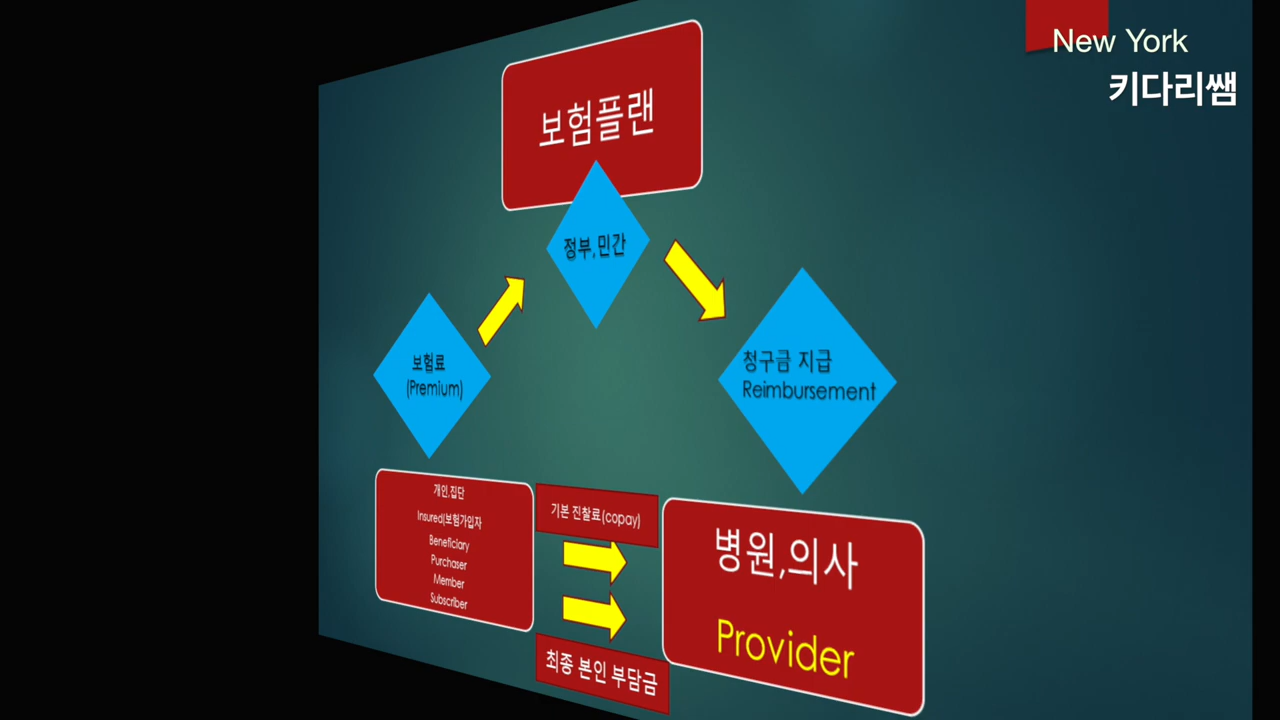 New York
키다리쌤
보험플랜
정부,민간
보험료
(Premium)
청구금 지급
Reimbursement
개인,집단
Insured(보험가입자
Beneficiary
Purchaser
Member
Subscriber
기본 진찰료(copay)
최종 본인 부담금
병원,의사
Provider